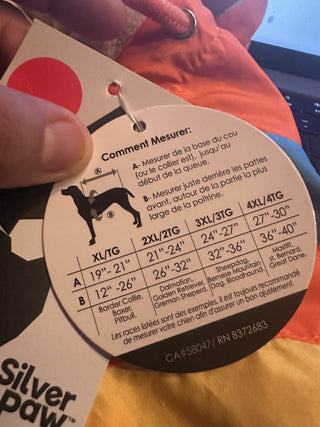 Comment Mesurer:
A- Mesurer de la base du cou
(ou le collier est), jusqu'au
début de la queue.
B- Mesurer juste derrière les pattes
avant, autour de la partie la plus
large de la poitrine.
A
B
XL/TG 2XL/2TG 3XL/3TG 4XL/4TG
A 19"-21" 21"-24" 24"-27" 27"-30"
B 12"-26" 26"-32" 32"-36" 36"-40"
Border Collie, Boxer, Pitbull.
Dalmatian, Golden Retriever, German Sheperd.
Sheepdog, Bernese Mountain Dog, Bloodhound.
Mastiff, st. Bernard, Great Dane.
Les races listées sont des exemples, il est toujours recommandé
de mesurer votre chien afin d'assurer un bon ajustement.
CA#58047/ RN 8372683
Silver
Paw™